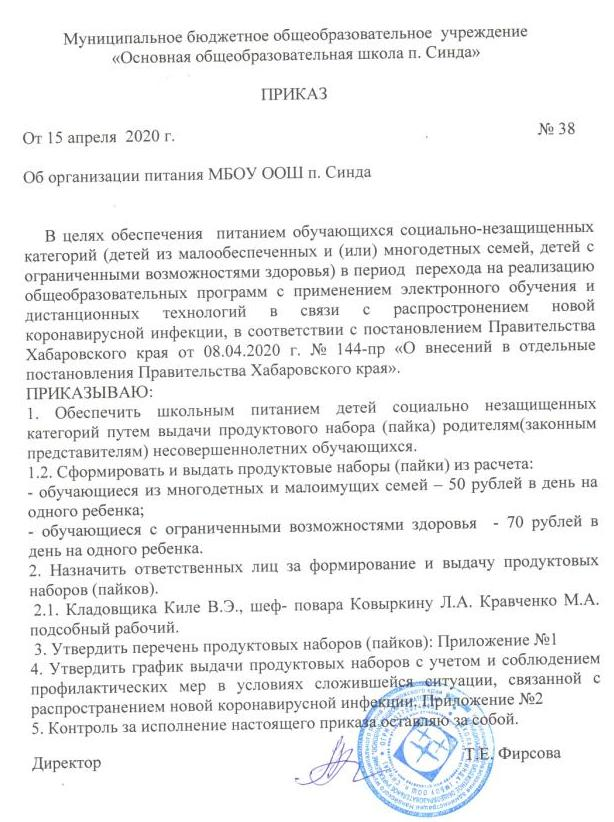 Муниципальное бюджетное общеобразовательное учреждение
«Основная общеобразовательная школа п. Синда»
ПРИКАЗ
От 15 апреля 2020 г. № 38
Об организации питания МБОУ ООШ п. Синда
В целях обеспечения питанием обучающихся социально-незащищенных
категорий (детей из малообеспеченных и (или) многодетных семей, детей с
ограниченными возможностями здоровья) в период перехода на реализацию
общеобразовательных программ с применением электронного обучения и
дистанционных технологий в связи с распростронением новой
коронавирусной инфекции, в соответствии с постановлением Правительства
Хабаровского края от 08.04.2020 г. № 144-пр «О внесений в отдельные
постановления Правительства Хабаровского края».
ПРИКАЗЫВАЮ:
1. Обеспечить школьным питанием детей социально незащищенных
категорий путем выдачи продуктового набора (пайка) родителям(законным
представителям) несовершеннолетних обучающихся.
1.2. Сформировать и выдать продуктовые наборы (пайки) из расчета:
- обучающиеся из многодетных и малоимущих семей – 50 рублей в день на
одного ребенка;
- обучающиеся с ограниченными возможностями здоровья - 70 рублей в
день на одного ребенка.
2. Назначить ответственных лиц за формирование и выдачу продуктовых
наборов (пайков).
2.1. Кладовщика Киле В.Э., шеф- повара Ковыркину Л.А. Кравченко М.А.
подсобный рабочий.
3. Утвердить перечень продуктовых наборов (пайков): Приложение №1
4. Утвердить график выдачи продуктовых наборов с учетом и соблюдением
профилактических мер в условиях сложившейся ситуации, связанной с
распространением новой коронавирусной инфекции. Приложение №2
5. Контроль за исполнение настоящего приказа оставляю за собой.
Директор Т.Е. Фирсова